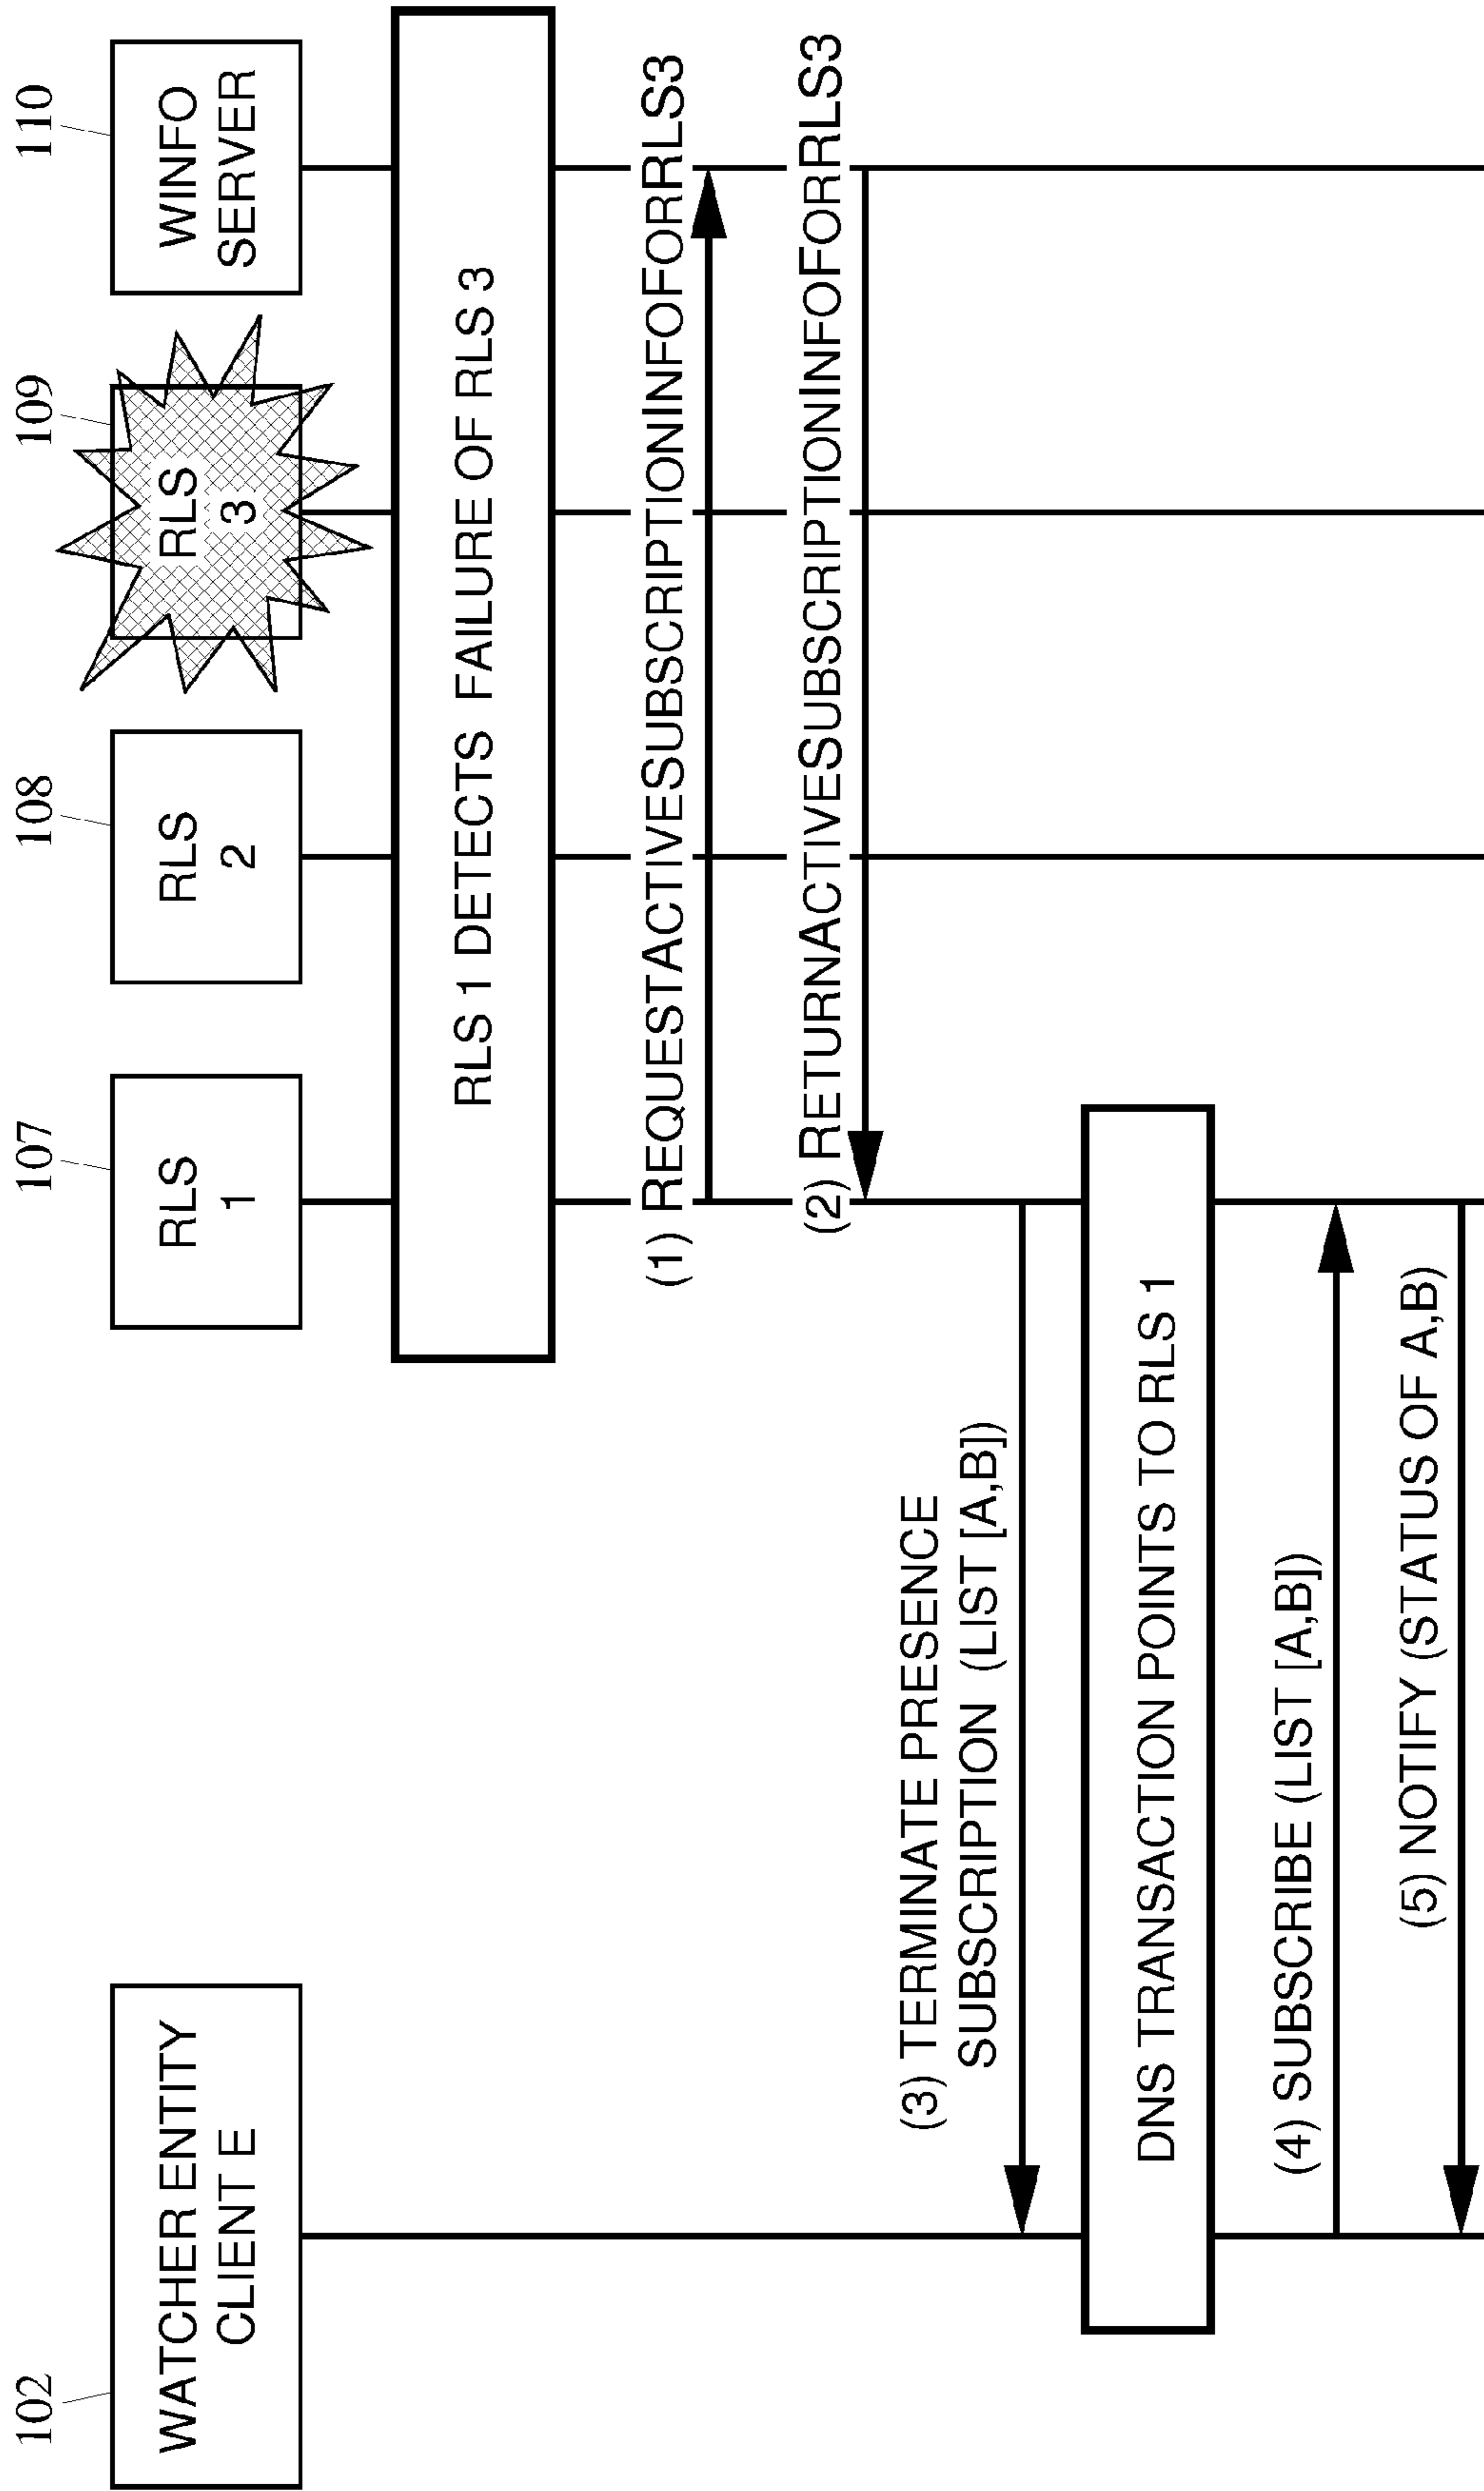 102
107
108
109
110
WATCHER ENTITY
CLIENT E
RLS
1
RLS
2
RLS
3
WINFO
SERVER
RLS 1 DETECTS FAILURE OF RLS 3
(1) REQUESTACTIVESUBSCRIPTIONINFOFORRLS3
(2) RETURNACTIVESUBSCRIPTIONINFOFORRLS3
(3) TERMINATE PRESENCE
SUBSCRIPTION (LIST [A,B])
DNS TRANSACTION POINTS TO RLS 1
(4) SUBSCRIBE (LIST [A,B])
(5) NOTIFY (STATUS OF A,B)